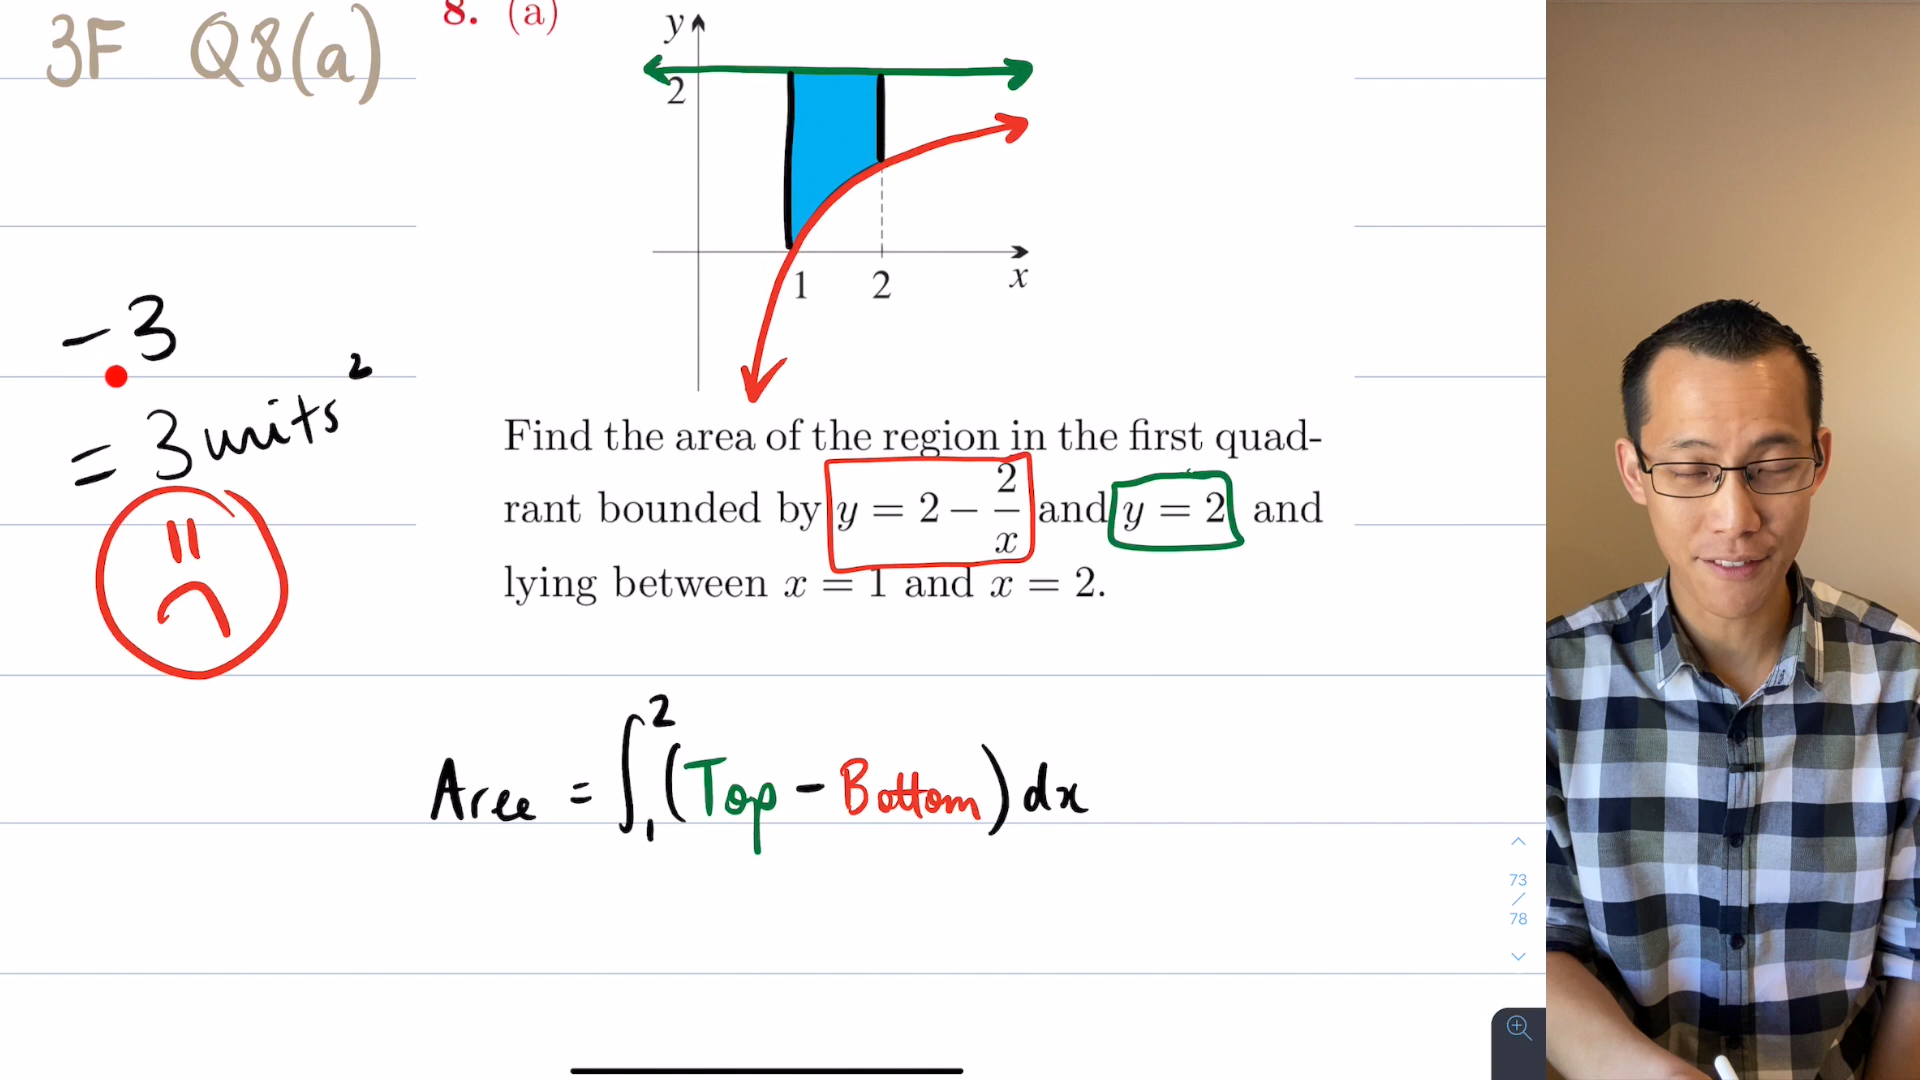 3F Q8(a)
8. (a)
y
2
1 2 x
-3
= 3 units²
Find the area of the region in the first quad-
rant bounded by y = 2 − 2/x and y = 2 and
lying between x = 1 and x = 2.
Area = ∫₁² (Top - Bottom) dx
73
/
78